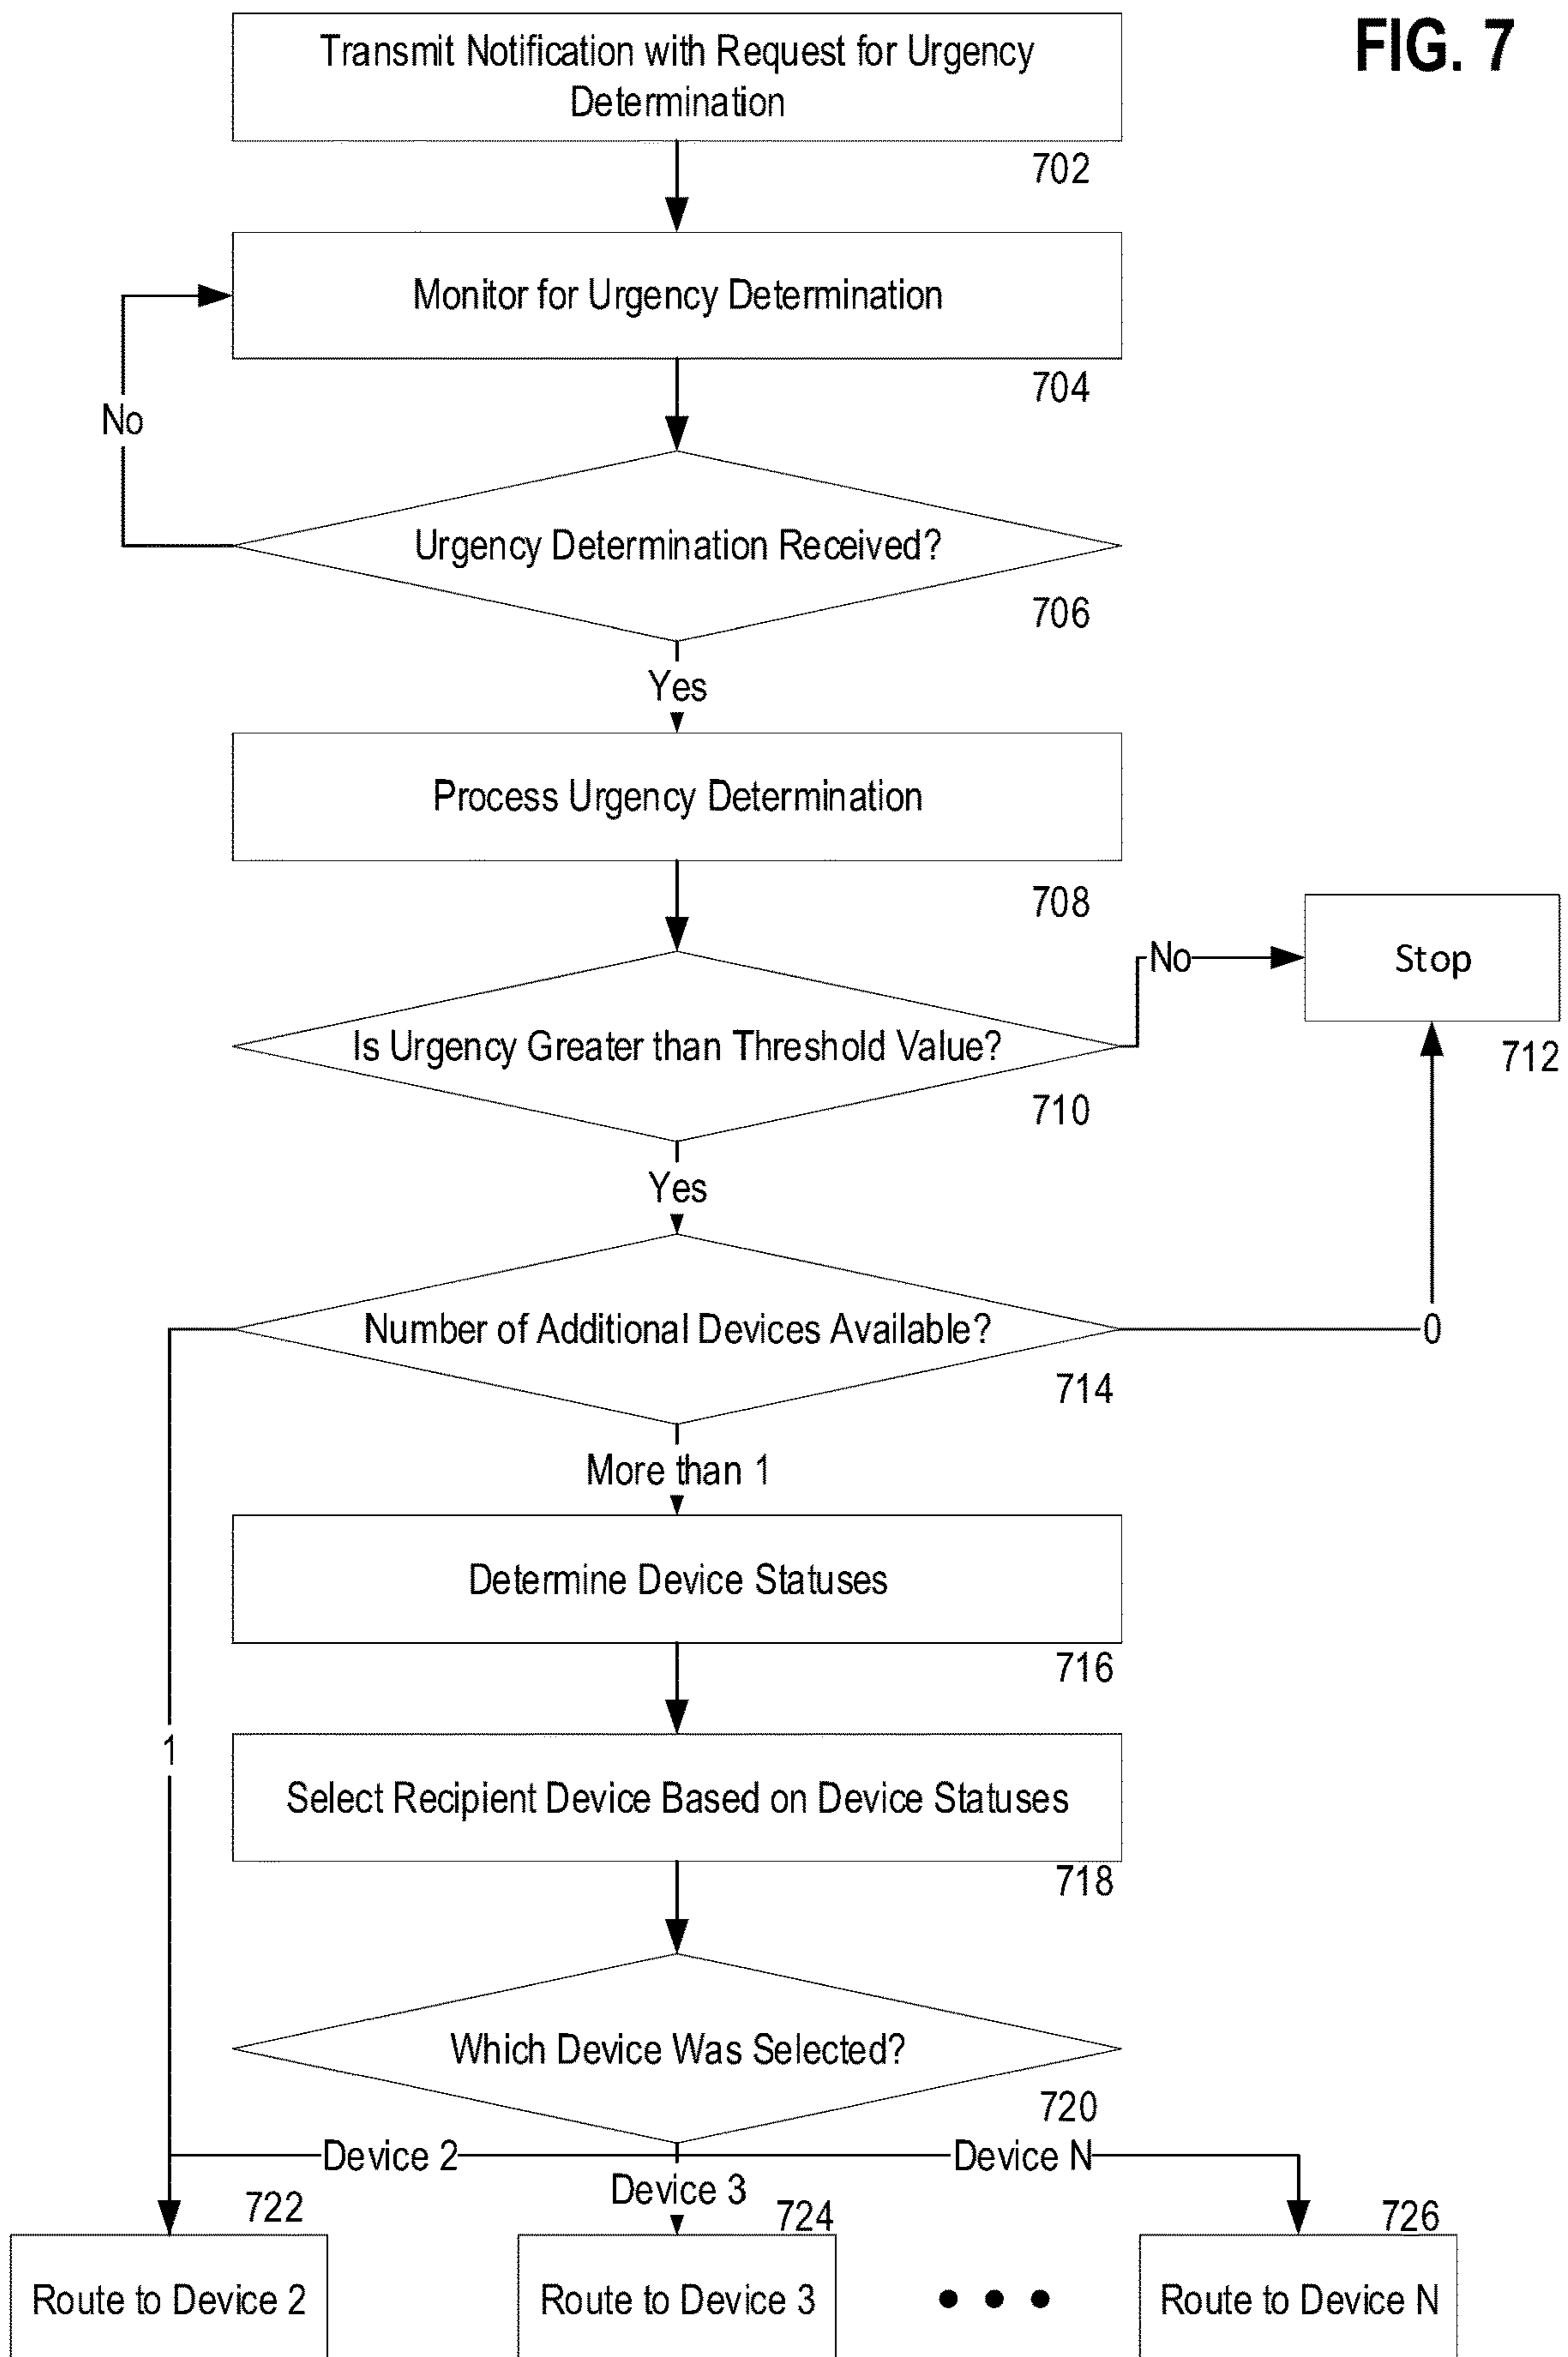 FIG. 7
Transmit Notification with Request for Urgency
Determination
702
Monitor for Urgency Determination
704
No
Urgency Determination Received?
706
Yes
Process Urgency Determination
708
No
Stop
Is Urgency Greater than Threshold Value?
712
710
Yes
Number of Additional Devices Available?
0
714
More than 1
Determine Device Statuses
716
1
Select Recipient Device Based on Device Statuses
718
Which Device Was Selected?
720
Device 2
Device N
Device 3
722
724
726
Route to Device 2
Route to Device 3
Route to Device N